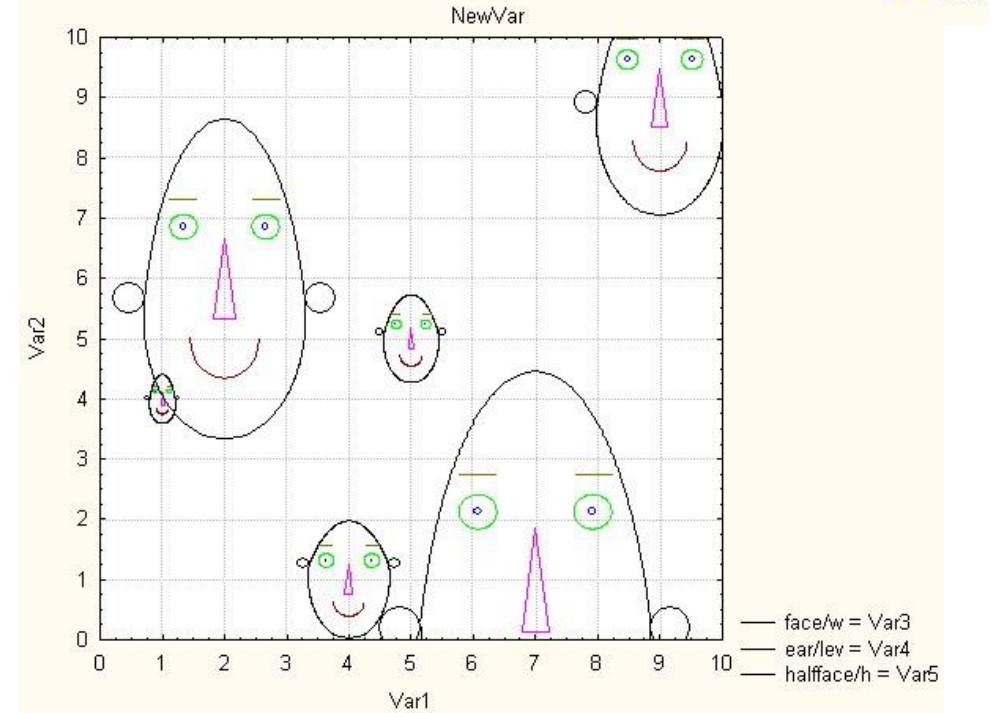 NewVar
10
9
8
7
6
5
4
3
2
1
0
Var2
0 1 2 3 4 5 6 7 8 9 10
Var1
face/w = Var3
ear/lev = Var4
halfface/h = Var5